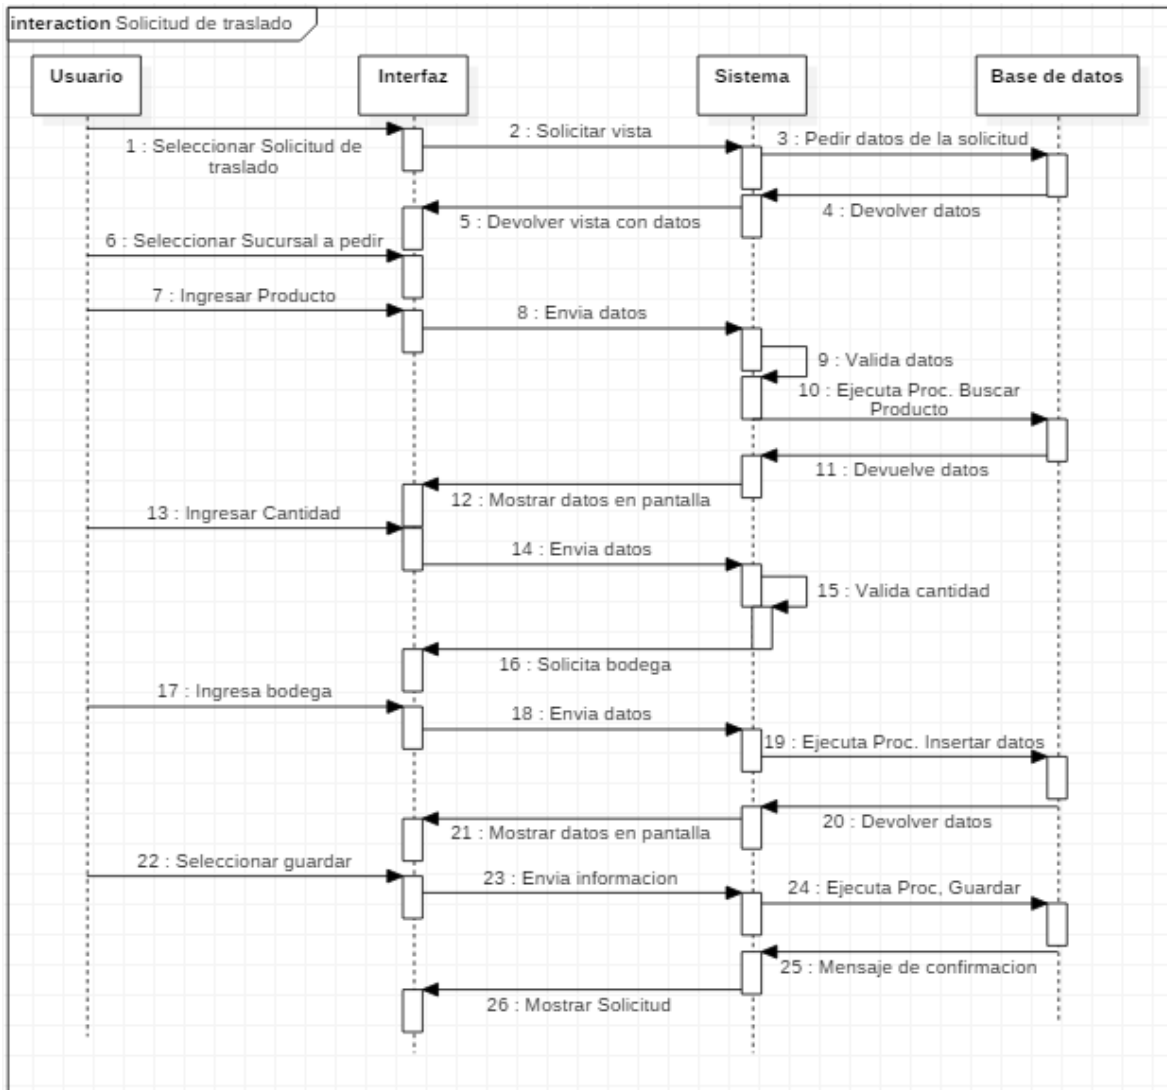 interaction Solicitud de traslado
Usuario
Interfaz
Sistema
Base de datos
1 : Seleccionar Solicitud de
traslado
2 : Solicitar vista
3 : Pedir datos de la solicitud
4 : Devolver datos
5 : Devolver vista con datos
6 : Seleccionar Sucursal a pedir
7 : Ingresar Producto
8 : Envia datos
9 : Valida datos
10 : Ejecuta Proc. Buscar
Producto
11 : Devuelve datos
12 : Mostrar datos en pantalla
13 : Ingresar Cantidad
14 : Envia datos
15 : Valida cantidad
16 : Solicita bodega
17 : Ingresa bodega
18 : Envia datos
19 : Ejecuta Proc. Insertar datos
20 : Devolver datos
21 : Mostrar datos en pantalla
22 : Seleccionar guardar
23 : Envia informacion
24 : Ejecuta Proc, Guardar
25 : Mensaje de confirmacion
26 : Mostrar Solicitud